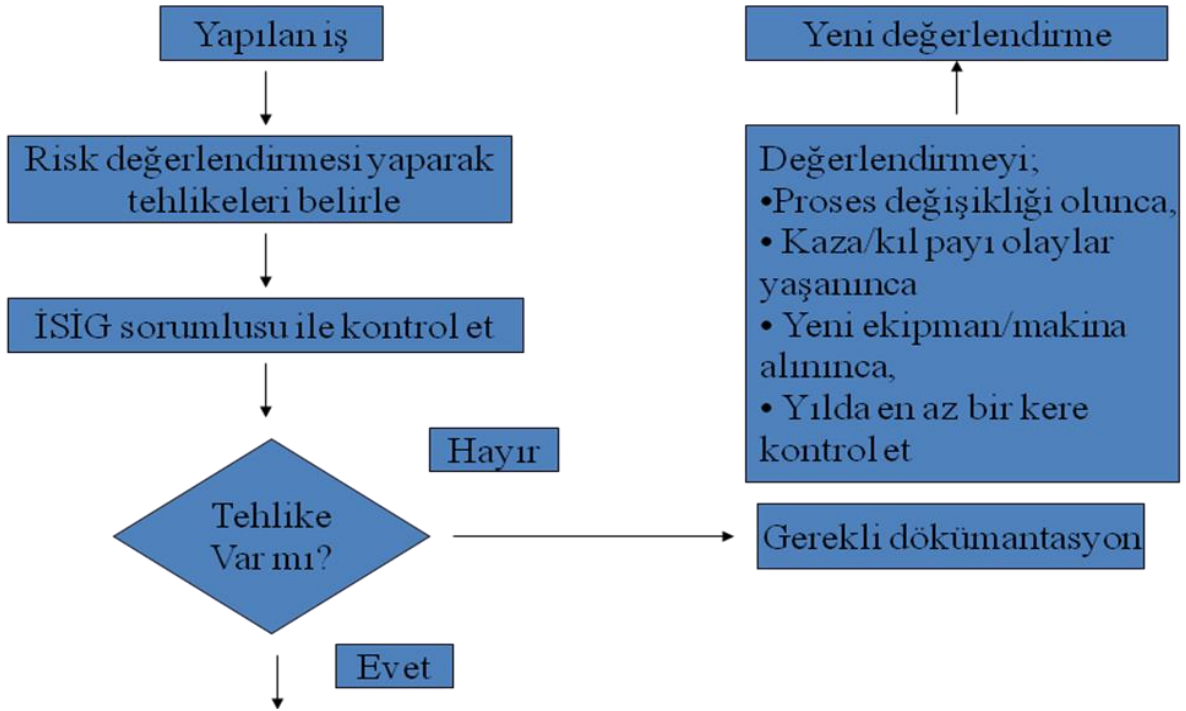 Yapılan iş
Risk değerlendirmesi yaparak
tehlikeleri belirle
İSİG sorumlusu ile kontrol et
Tehlike
Var mı?
Hayır
Evet
Yeni değerlendirme
Değerlendirmeyi;
•Proses değişikliği olunca,
• Kaza/kıl payı olaylar
yaşanınca
• Yeni ekipman/makina
alınınca,
• Yılda en az bir kere
kontrol et
Gerekli dökümantasyon